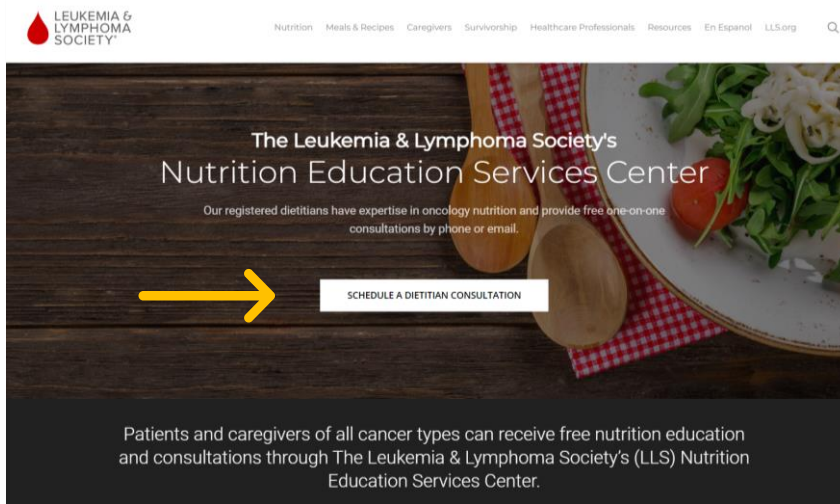 LEUKEMIA &
LYMPHOMA
SOCIETY®
Nutrition Meals & Recipes Caregivers Survivorship Healthcare Professionals Resources En Espanol LLS.org
The Leukemia & Lymphoma Society's
Nutrition Education Services Center
Our registered dietitians have expertise in oncology nutrition and provide free one-on-one
consultations by phone or email.
SCHEDULE A DIETITIAN CONSULTATION
Patients and caregivers of all cancer types can receive free nutrition education
and consultations through The Leukemia & Lymphoma Society's (LLS) Nutrition
Education Services Center.